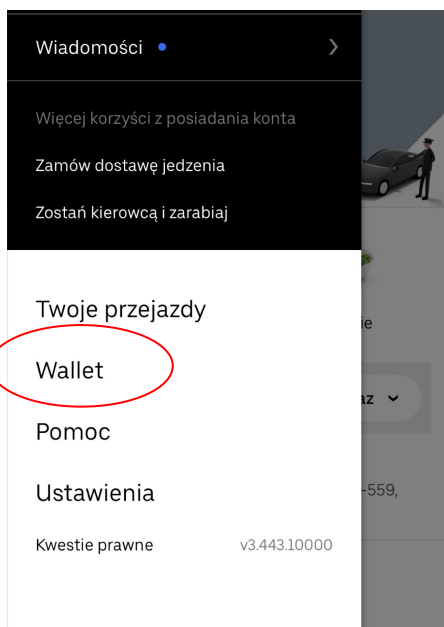 Wiadomości
Więcej korzyści z posiadania konta
Zamów dostawę jedzenia
Zostań kierowcą i zarabiaj
Twoje przejazdy
ie
Wallet
az
Pomoc
Ustawienia
-559,
Kwestie prawne v3.443.10000